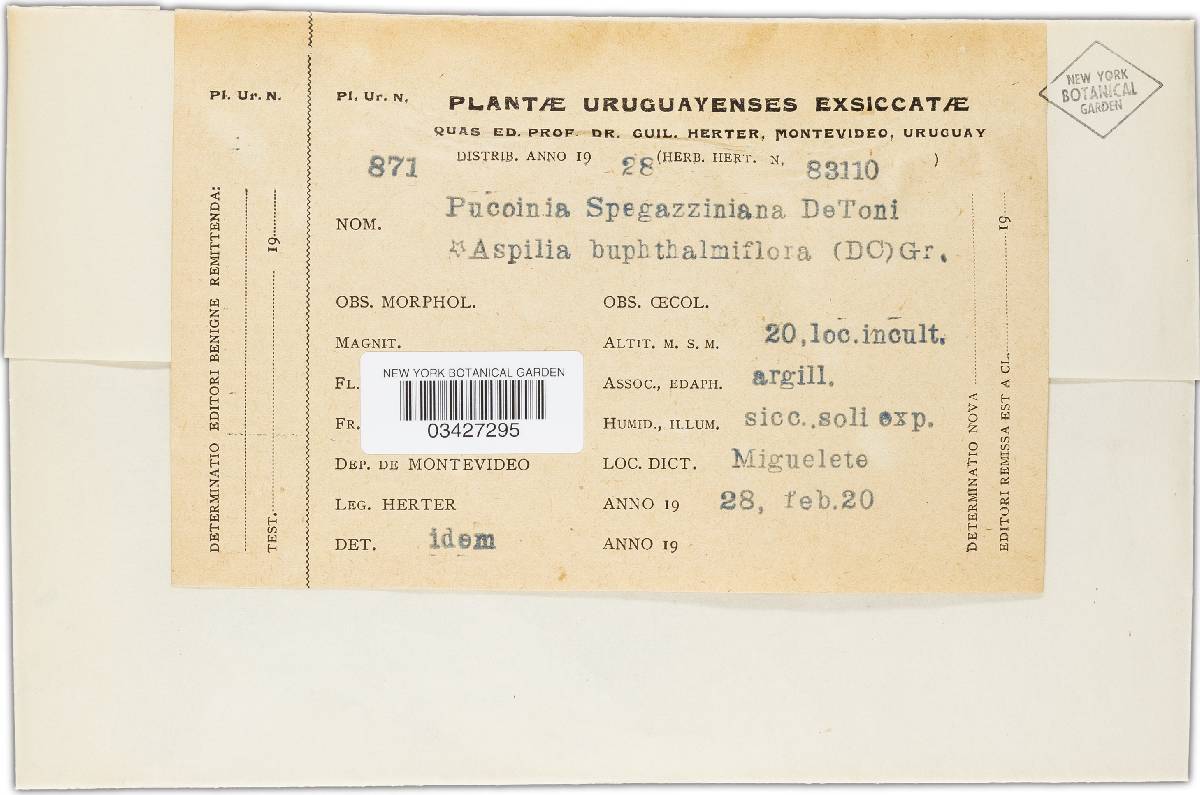 Pl. Ur. N.
DETERMINATIO EDITORI BENIGNE REMITTENDA:
TEST. 19
Pl. Ur. N.
PLANTÆ URUGUAYENSES EXSICCATÆ
QUAS ED. PROF. DR. GUIL. HERTER, MONTEVIDEO, URUGUAY
871 DISTRIB. ANNO 19 28 (HERB. HERT. N. 83110 )
NOM. Pucoinia Spegazziniana DeToni
*Aspilia buphthalmiflora (DC)Gr.
OBS. MORPHOL. OBS. ŒCOL.
MAGNIT. ALTIT. M. S. M. 20,loc.incult.
FL. ASSOC., EDAPH. argill.
FR. HUMID., ILLUM. sicc.,soli exp.
DEP. DE MONTEVIDEO LOC. DICT. Miguelete
LEG. HERTER ANNO 19 28, feb.20
DET. idem ANNO 19
DETERMINATIO NOVA
EDITORI REMISSA EST A CL. 19
NEW YORK BOTANICAL GARDEN
03427295
NEW YORK
BOTANICAL
GARDEN